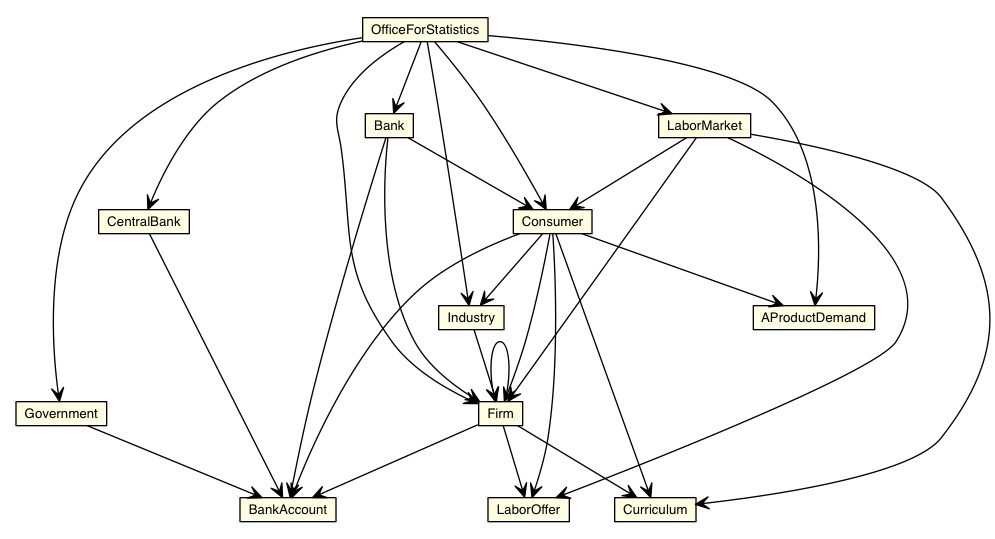 OfficeForStatistics
Bank
LaborMarket
CentralBank
Consumer
Industry
AProductDemand
Government
Firm
BankAccount
LaborOffer
Curriculum